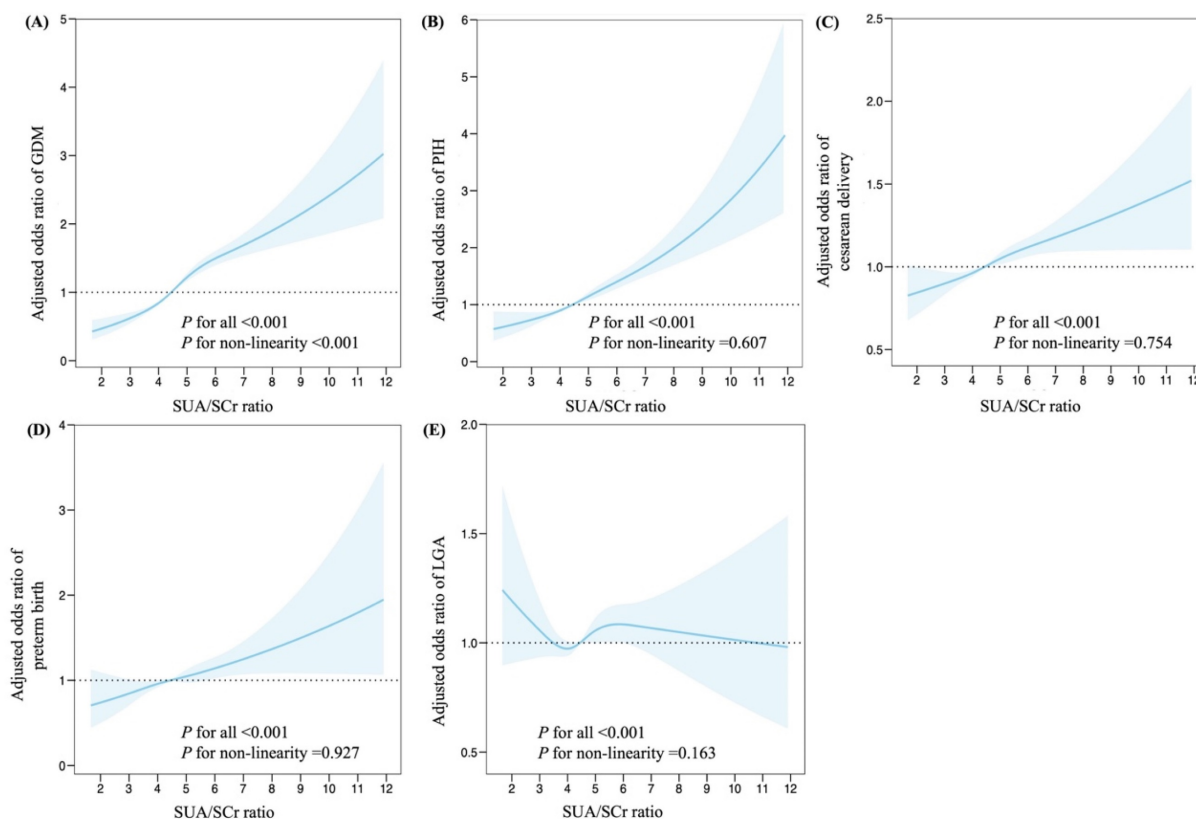 (A)
5
4
3
2
1
0
Adjusted odds ratio of GDM
P for all <0.001
P for non-linearity <0.001
2 3 4 5 6 7 8 9 10 11 12
SUA/SCr ratio
(B)
6
5
4
3
2
1
0
Adjusted odds ratio of PIH
P for all <0.001
P for non-linearity =0.607
2 3 4 5 6 7 8 9 10 11 12
SUA/SCr ratio
(C)
2.5
2.0
1.5
1.0
0.5
Adjusted odds ratio of
cesarean delivery
P for all <0.001
P for non-linearity =0.754
2 3 4 5 6 7 8 9 10 11 12
SUA/SCr ratio
(D)
4
3
2
1
0
Adjusted odds ratio of
preterm birth
P for all <0.001
P for non-linearity =0.927
2 3 4 5 6 7 8 9 10 11 12
SUA/SCr ratio
(E)
2.0
1.5
1.0
0.5
Adjusted odds ratio of LGA
P for all <0.001
P for non-linearity =0.163
2 3 4 5 6 7 8 9 10 11 12
SUA/SCr ratio